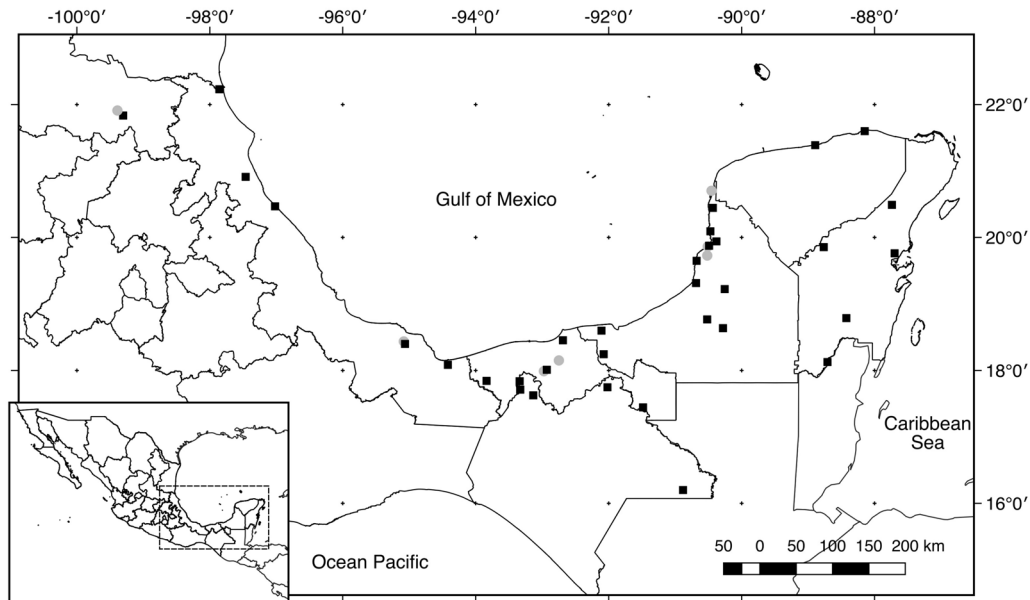 -100°0′ -98°0′ -96°0′ -94°0′ -92°0′ -90°0′ -88°0′
22°0′
Gulf of Mexico
20°0′
18°0′
Caribbean
Sea
16°0′
50 0 50 100 150 200 km
Ocean Pacific